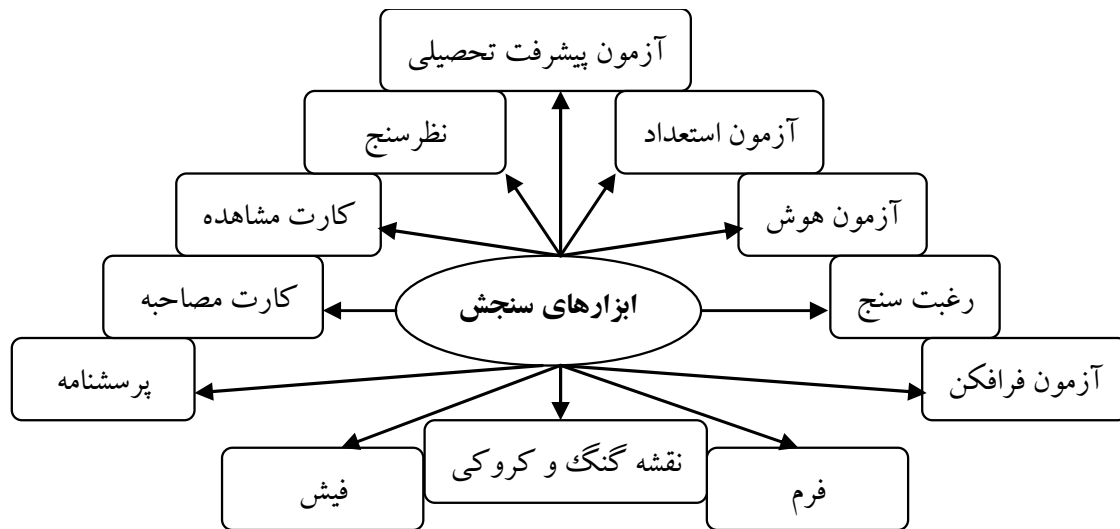 آزمون پیشرفت تحصیلی
آزمون استعداد
نظرسنج
آزمون هوش
کارت مشاهده
رغبت سنج
ابزارهای سنجش
کارت مصاحبه
آزمون فرافکن
پرسشنامه
فرم
نقشه گنگ و کروکی
فیش